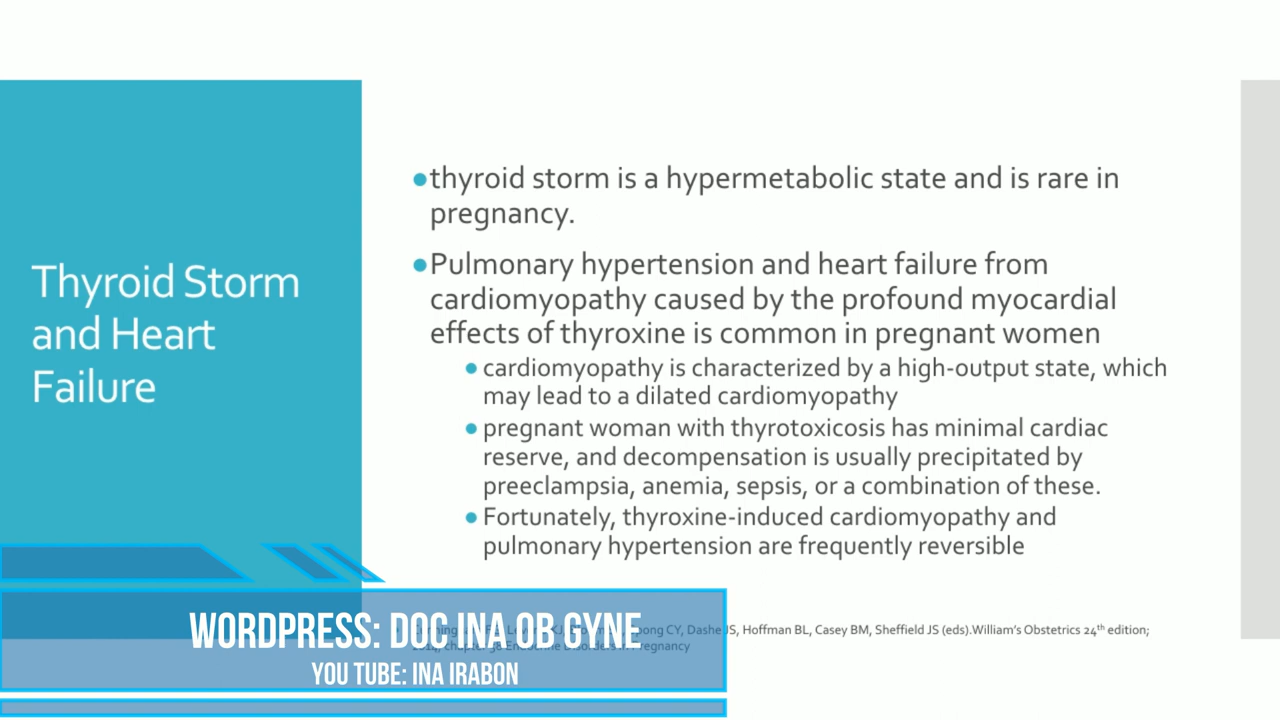 Thyroid Storm
and Heart
Failure
●thyroid storm is a hypermetabolic state and is rare in
pregnancy.
●Pulmonary hypertension and heart failure from
cardiomyopathy caused by the profound myocardial
effects of thyroxine is common in pregnant women
● cardiomyopathy is characterized by a high-output state, which
may lead to a dilated cardiomyopathy
● pregnant woman with thyrotoxicosis has minimal cardiac
reserve, and decompensation is usually precipitated by
preeclampsia, anemia, sepsis, or a combination of these.
● Fortunately, thyroxine-induced cardiomyopathy and
pulmonary hypertension are frequently reversible
CY, Dashe JS, Hoffman BL, Casey BM, Sheffield JS (eds).William's Obstetrics 24th edition;
Endocrine Disorders
WORDPRESS: DOC INA OB GYNE
YOU TUBE: INA IRABON